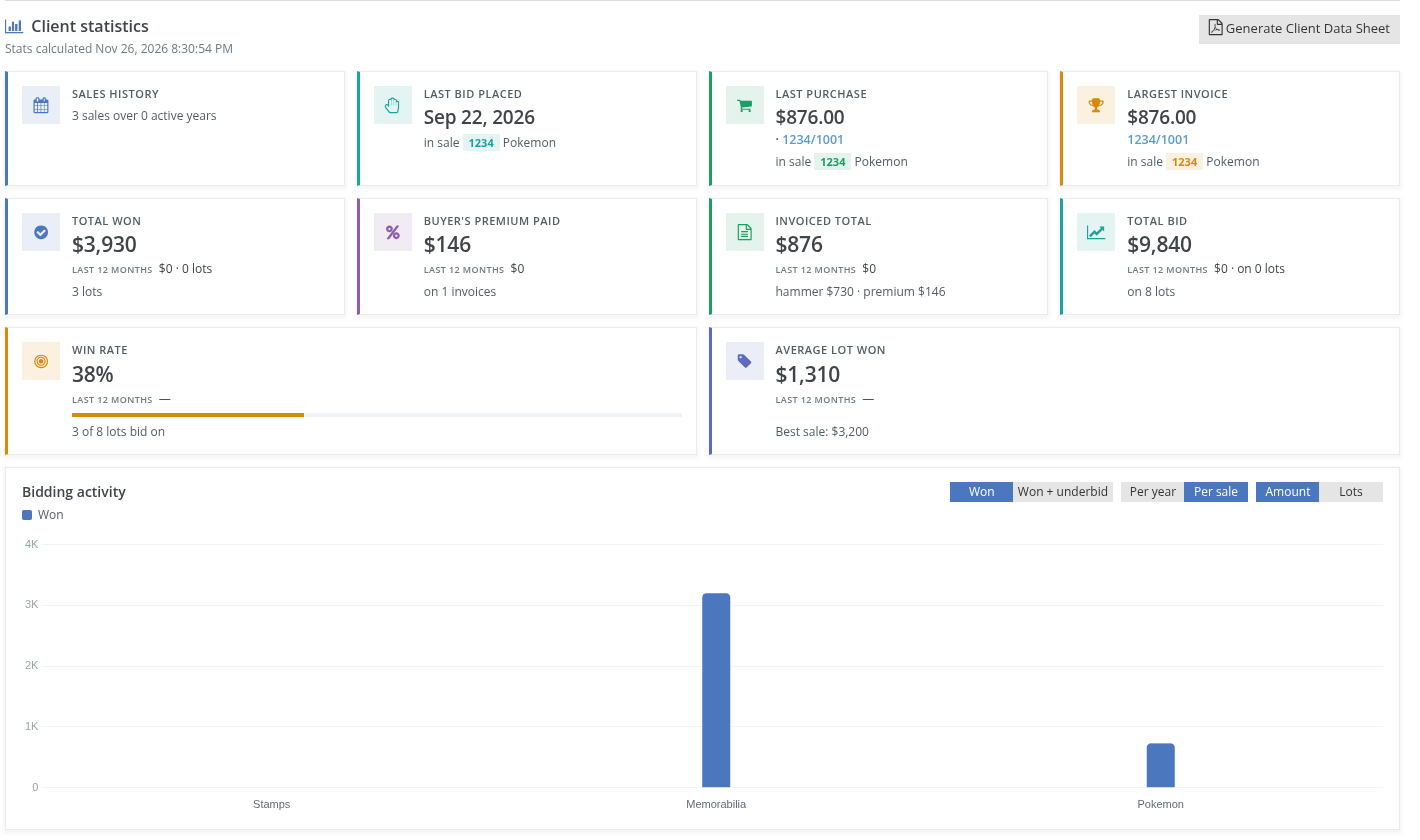 Client statistics
Generate Client Data Sheet
Stats calculated Nov 26, 2026 8:30:54 PM
SALES HISTORY
3 sales over 0 active years
LAST BID PLACED
Sep 22, 2026
in sale 1234 Pokemon
LAST PURCHASE
$876.00
· 1234/1001
in sale 1234 Pokemon
LARGEST INVOICE
$876.00
1234/1001
in sale 1234 Pokemon
TOTAL WON
$3,930
LAST 12 MONTHS $0 · 0 lots
3 lots
BUYER'S PREMIUM PAID
$146
LAST 12 MONTHS $0
on 1 invoices
INVOICED TOTAL
$876
LAST 12 MONTHS $0
hammer $730 · premium $146
TOTAL BID
$9,840
LAST 12 MONTHS $0 · on 0 lots
on 8 lots
WIN RATE
38%
LAST 12 MONTHS —
3 of 8 lots bid on
AVERAGE LOT WON
$1,310
LAST 12 MONTHS —
Best sale: $3,200
Bidding activity
Won Won + underbid Per year Per sale Amount Lots
Won
4K
3K
2K
1K
0
Stamps Memorabilia Pokemon